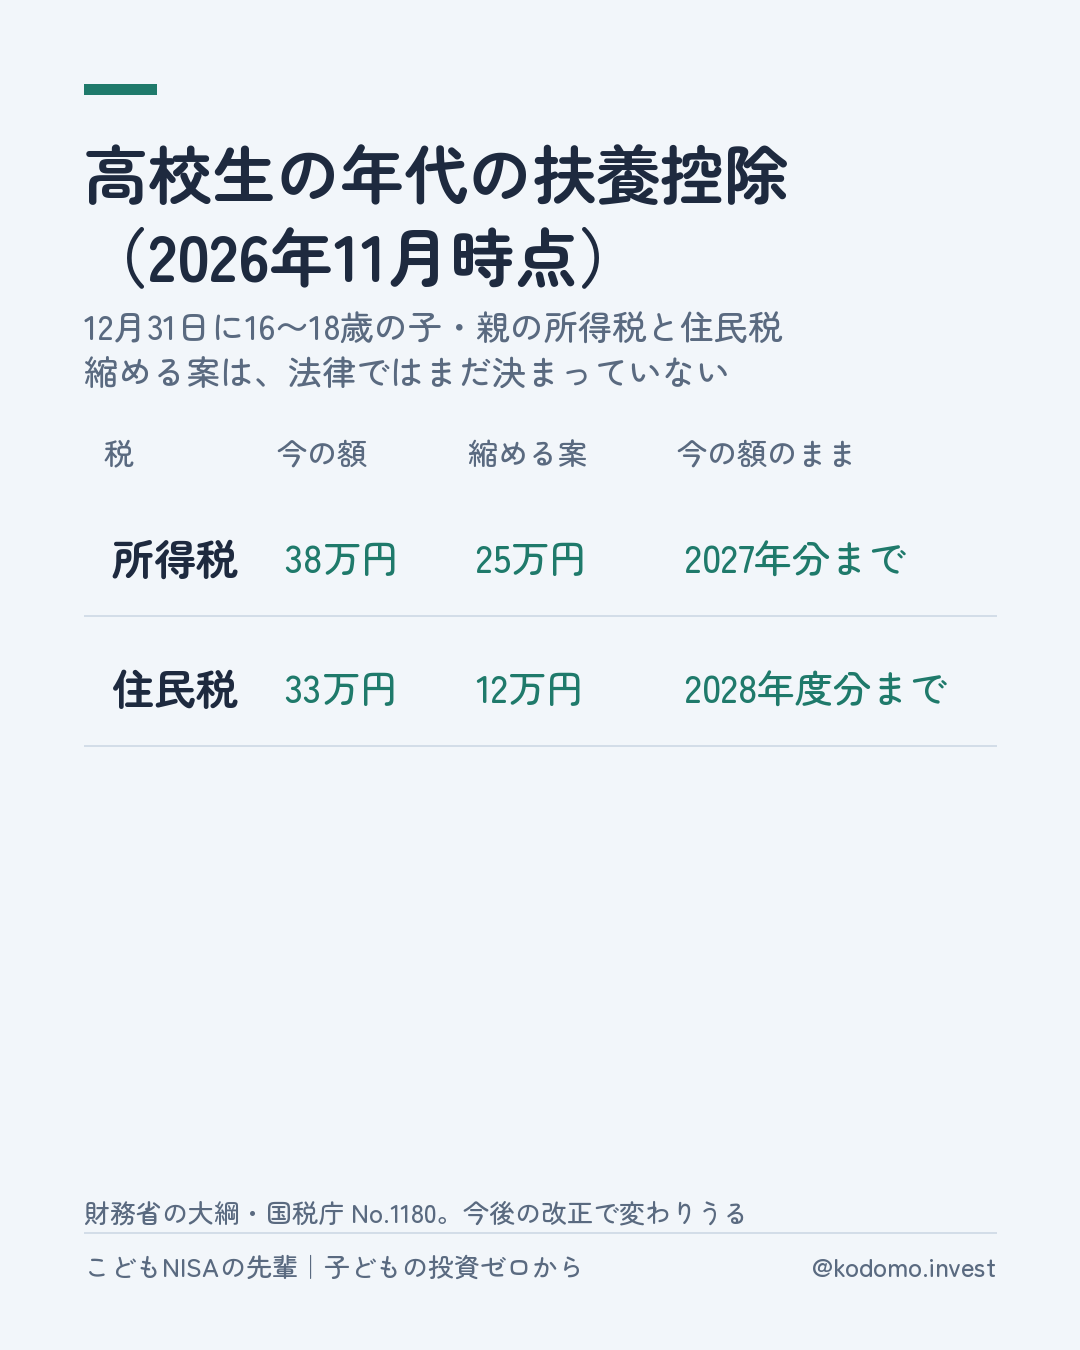 高校生の年代の扶養控除
（2026年11月時点）
12月31日に16〜18歳の子・親の所得税と住民税
縮める案は、法律ではまだ決まっていない
税 今の額 縮める案 今の額のまま
所得税 38万円 25万円 2027年分まで
住民税 33万円 12万円 2028年度分まで
財務省の大綱・国税庁 No.1180。今後の改正で変わりうる
こどもNISAの先輩｜子どもの投資ゼロから @kodomo.invest